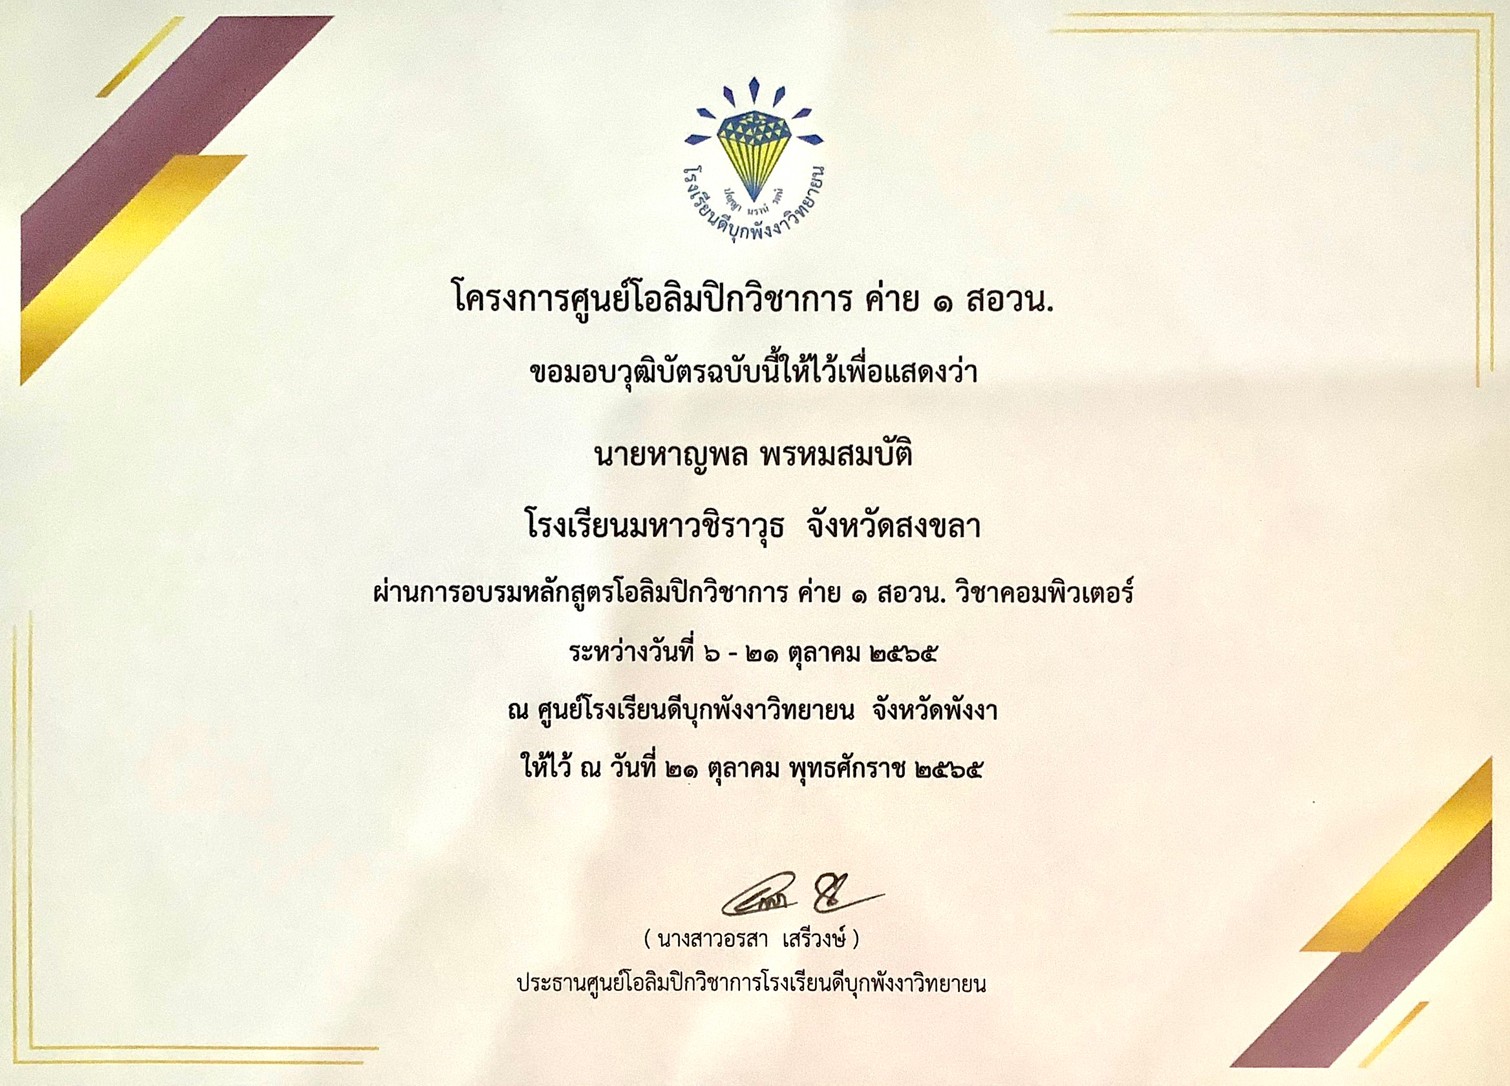 โรงเรียนดีบุกพังงาวิทยายน
ปญฺญา นรานํ รตนํ
โครงการศูนย์โอลิมปิกวิชาการ ค่าย ๑ สอวน.
ขอมอบวุฒิบัตรฉบับนี้ให้ไว้เพื่อแสดงว่า
นายหาญพล พรหมสมบัติ
โรงเรียนมหาวชิราวุธ จังหวัดสงขลา
ผ่านการอบรมหลักสูตรโอลิมปิกวิชาการ ค่าย ๑ สอวน. วิชาคอมพิวเตอร์
ระหว่างวันที่ ๖ - ๒๑ ตุลาคม ๒๕๖๕
ณ ศูนย์โรงเรียนดีบุกพังงาวิทยายน จังหวัดพังงา
ให้ไว้ ณ วันที่ ๒๑ ตุลาคม พุทธศักราช ๒๕๖๕
( นางสาวอรสา เสรีวงษ์ )
ประธานศูนย์โอลิมปิกวิชาการโรงเรียนดีบุกพังงาวิทยายน